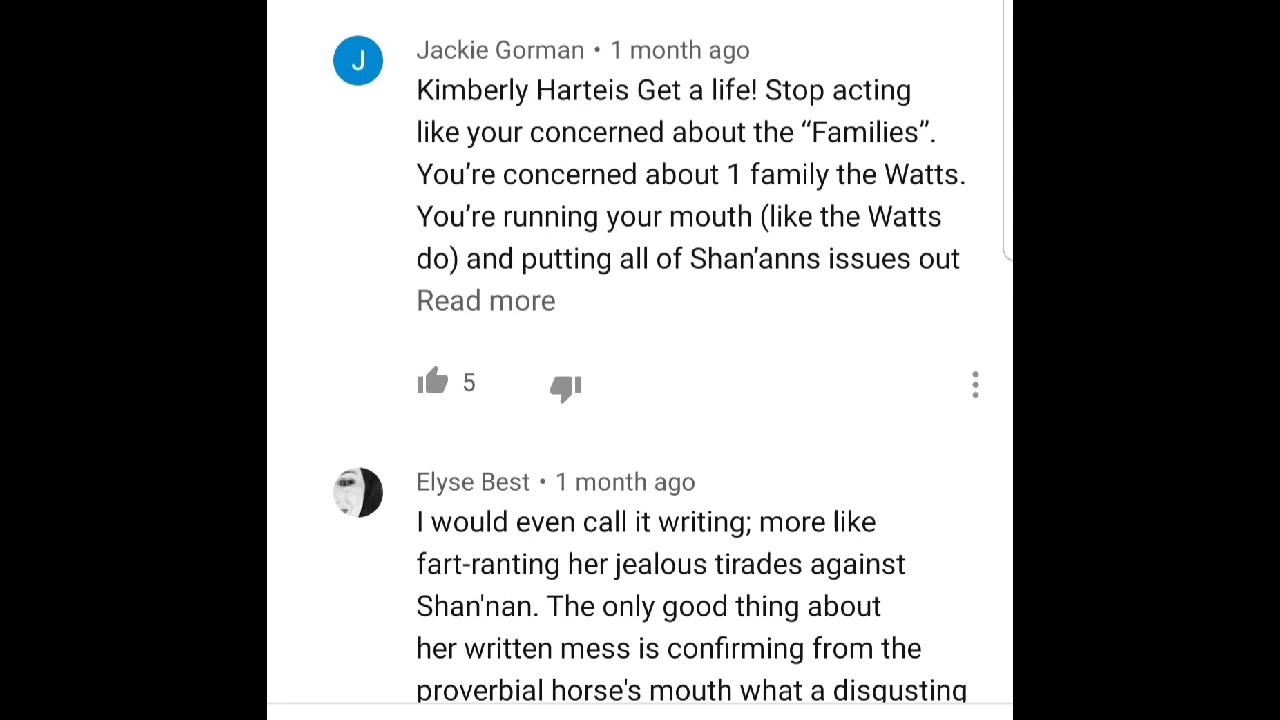 J
Jackie Gorman • 1 month ago
Kimberly Harteis Get a life! Stop acting
like your concerned about the “Families”.
You’re concerned about 1 family the Watts.
You’re running your mouth (like the Watts
do) and putting all of Shan’anns issues out
Read more
5
Elyse Best • 1 month ago
I would even call it writing; more like
fart-ranting her jealous tirades against
Shan'nan. The only good thing about
her written mess is confirming from the
proverbial horse's mouth what a disgusting